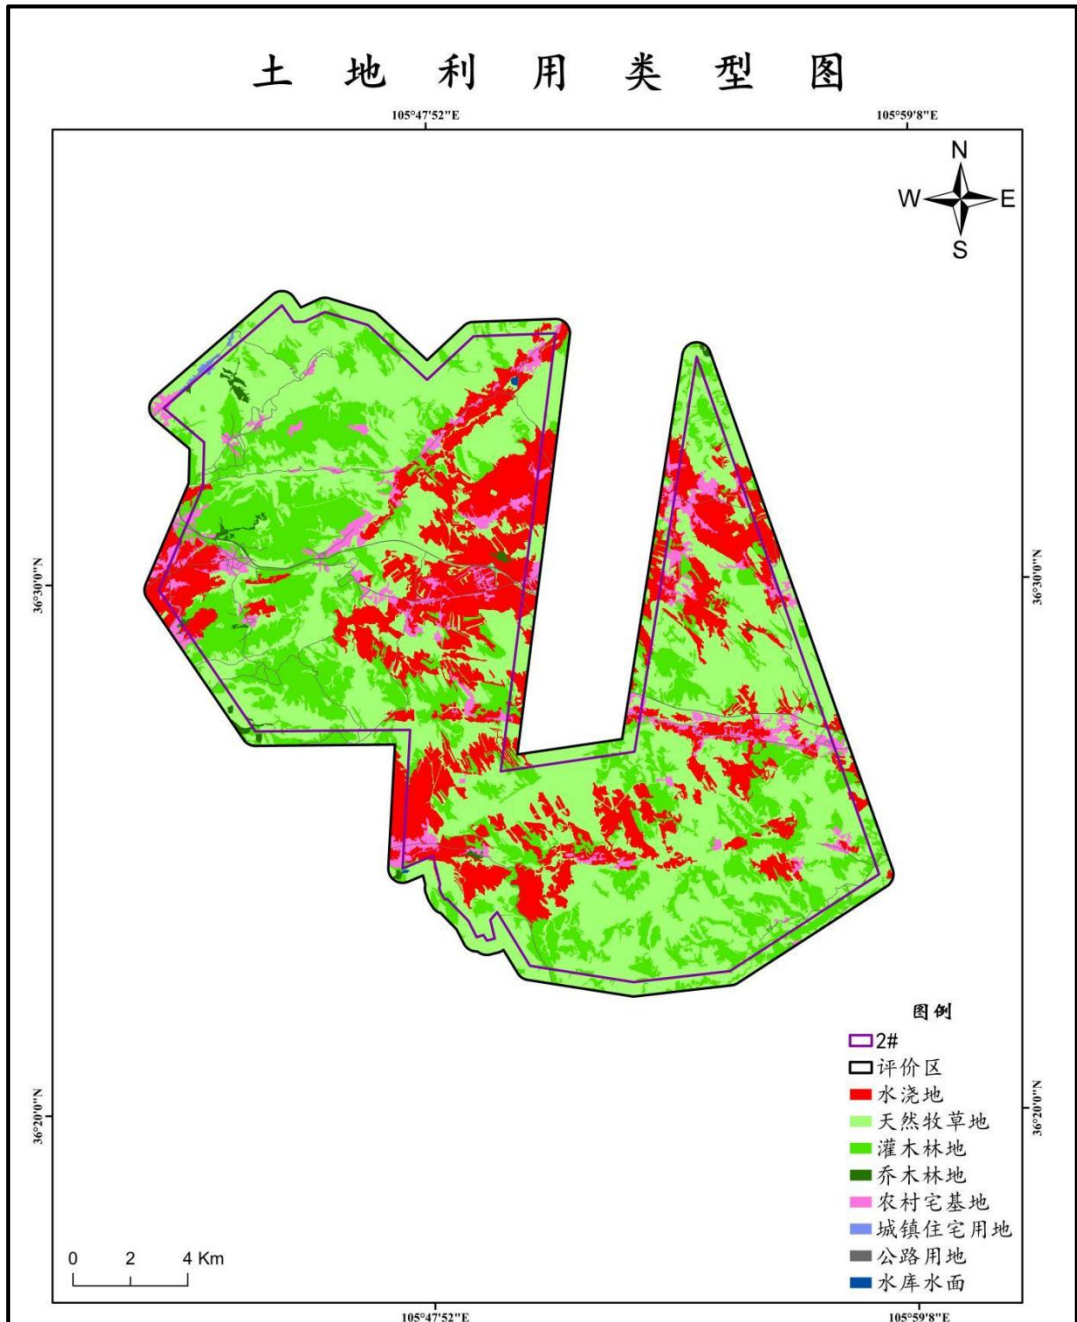 土地利用类型图
105°47'52"E 105°59'8"E
N
W E
S
36°30'0"N 36°30'0"N
图例
2#
评价区
水浇地
天然牧草地
灌木林地
乔木林地
农村宅基地
城镇住宅用地
公路用地
水库水面
36°20'0"N 36°20'0"N
0 2 4 Km
105°47'52"E 105°59'8"E